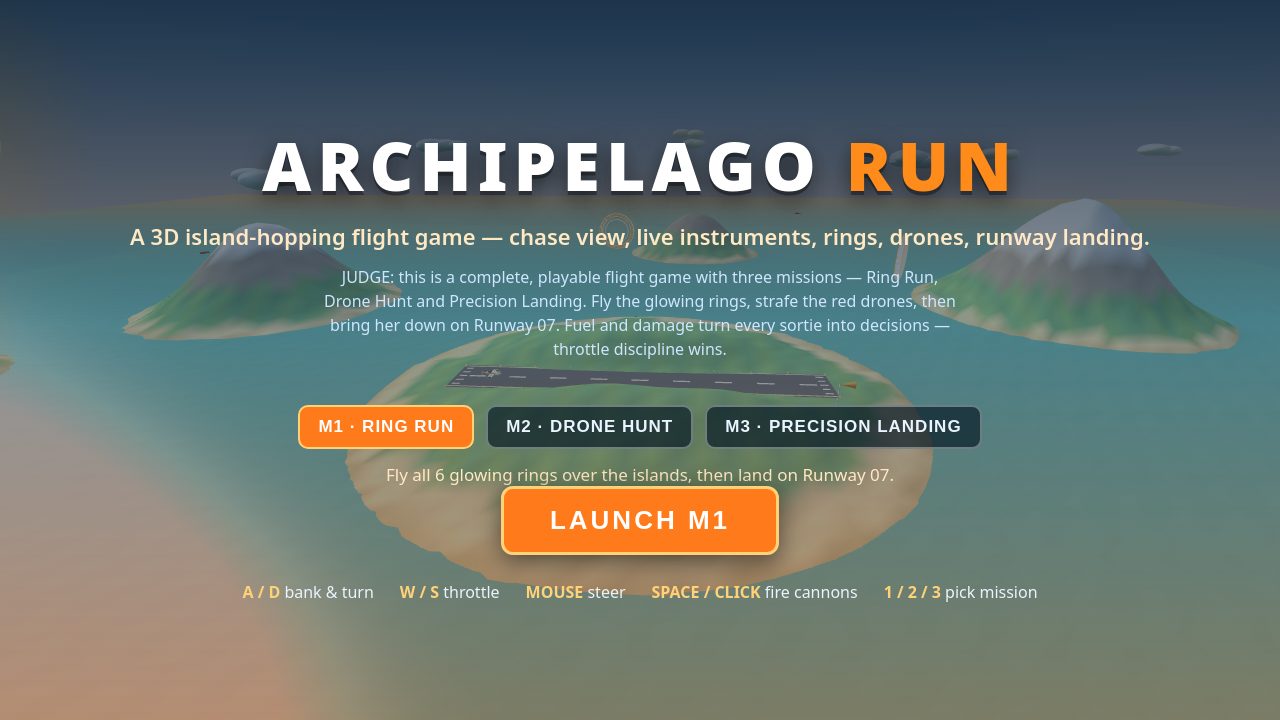 ARCHIPELAGO RUN
A 3D island-hopping flight game — chase view, live instruments, rings, drones, runway landing.
JUDGE: this is a complete, playable flight game with three missions — Ring Run,
Drone Hunt and Precision Landing. Fly the glowing rings, strafe the red drones, then
bring her down on Runway 07. Fuel and damage turn every sortie into decisions —
throttle discipline wins.
M1 · RING RUN M2 · DRONE HUNT M3 · PRECISION LANDING
Fly all 6 glowing rings over the islands, then land on Runway 07.
LAUNCH M1
A / D bank & turn W / S throttle MOUSE steer SPACE / CLICK fire cannons 1 / 2 / 3 pick mission